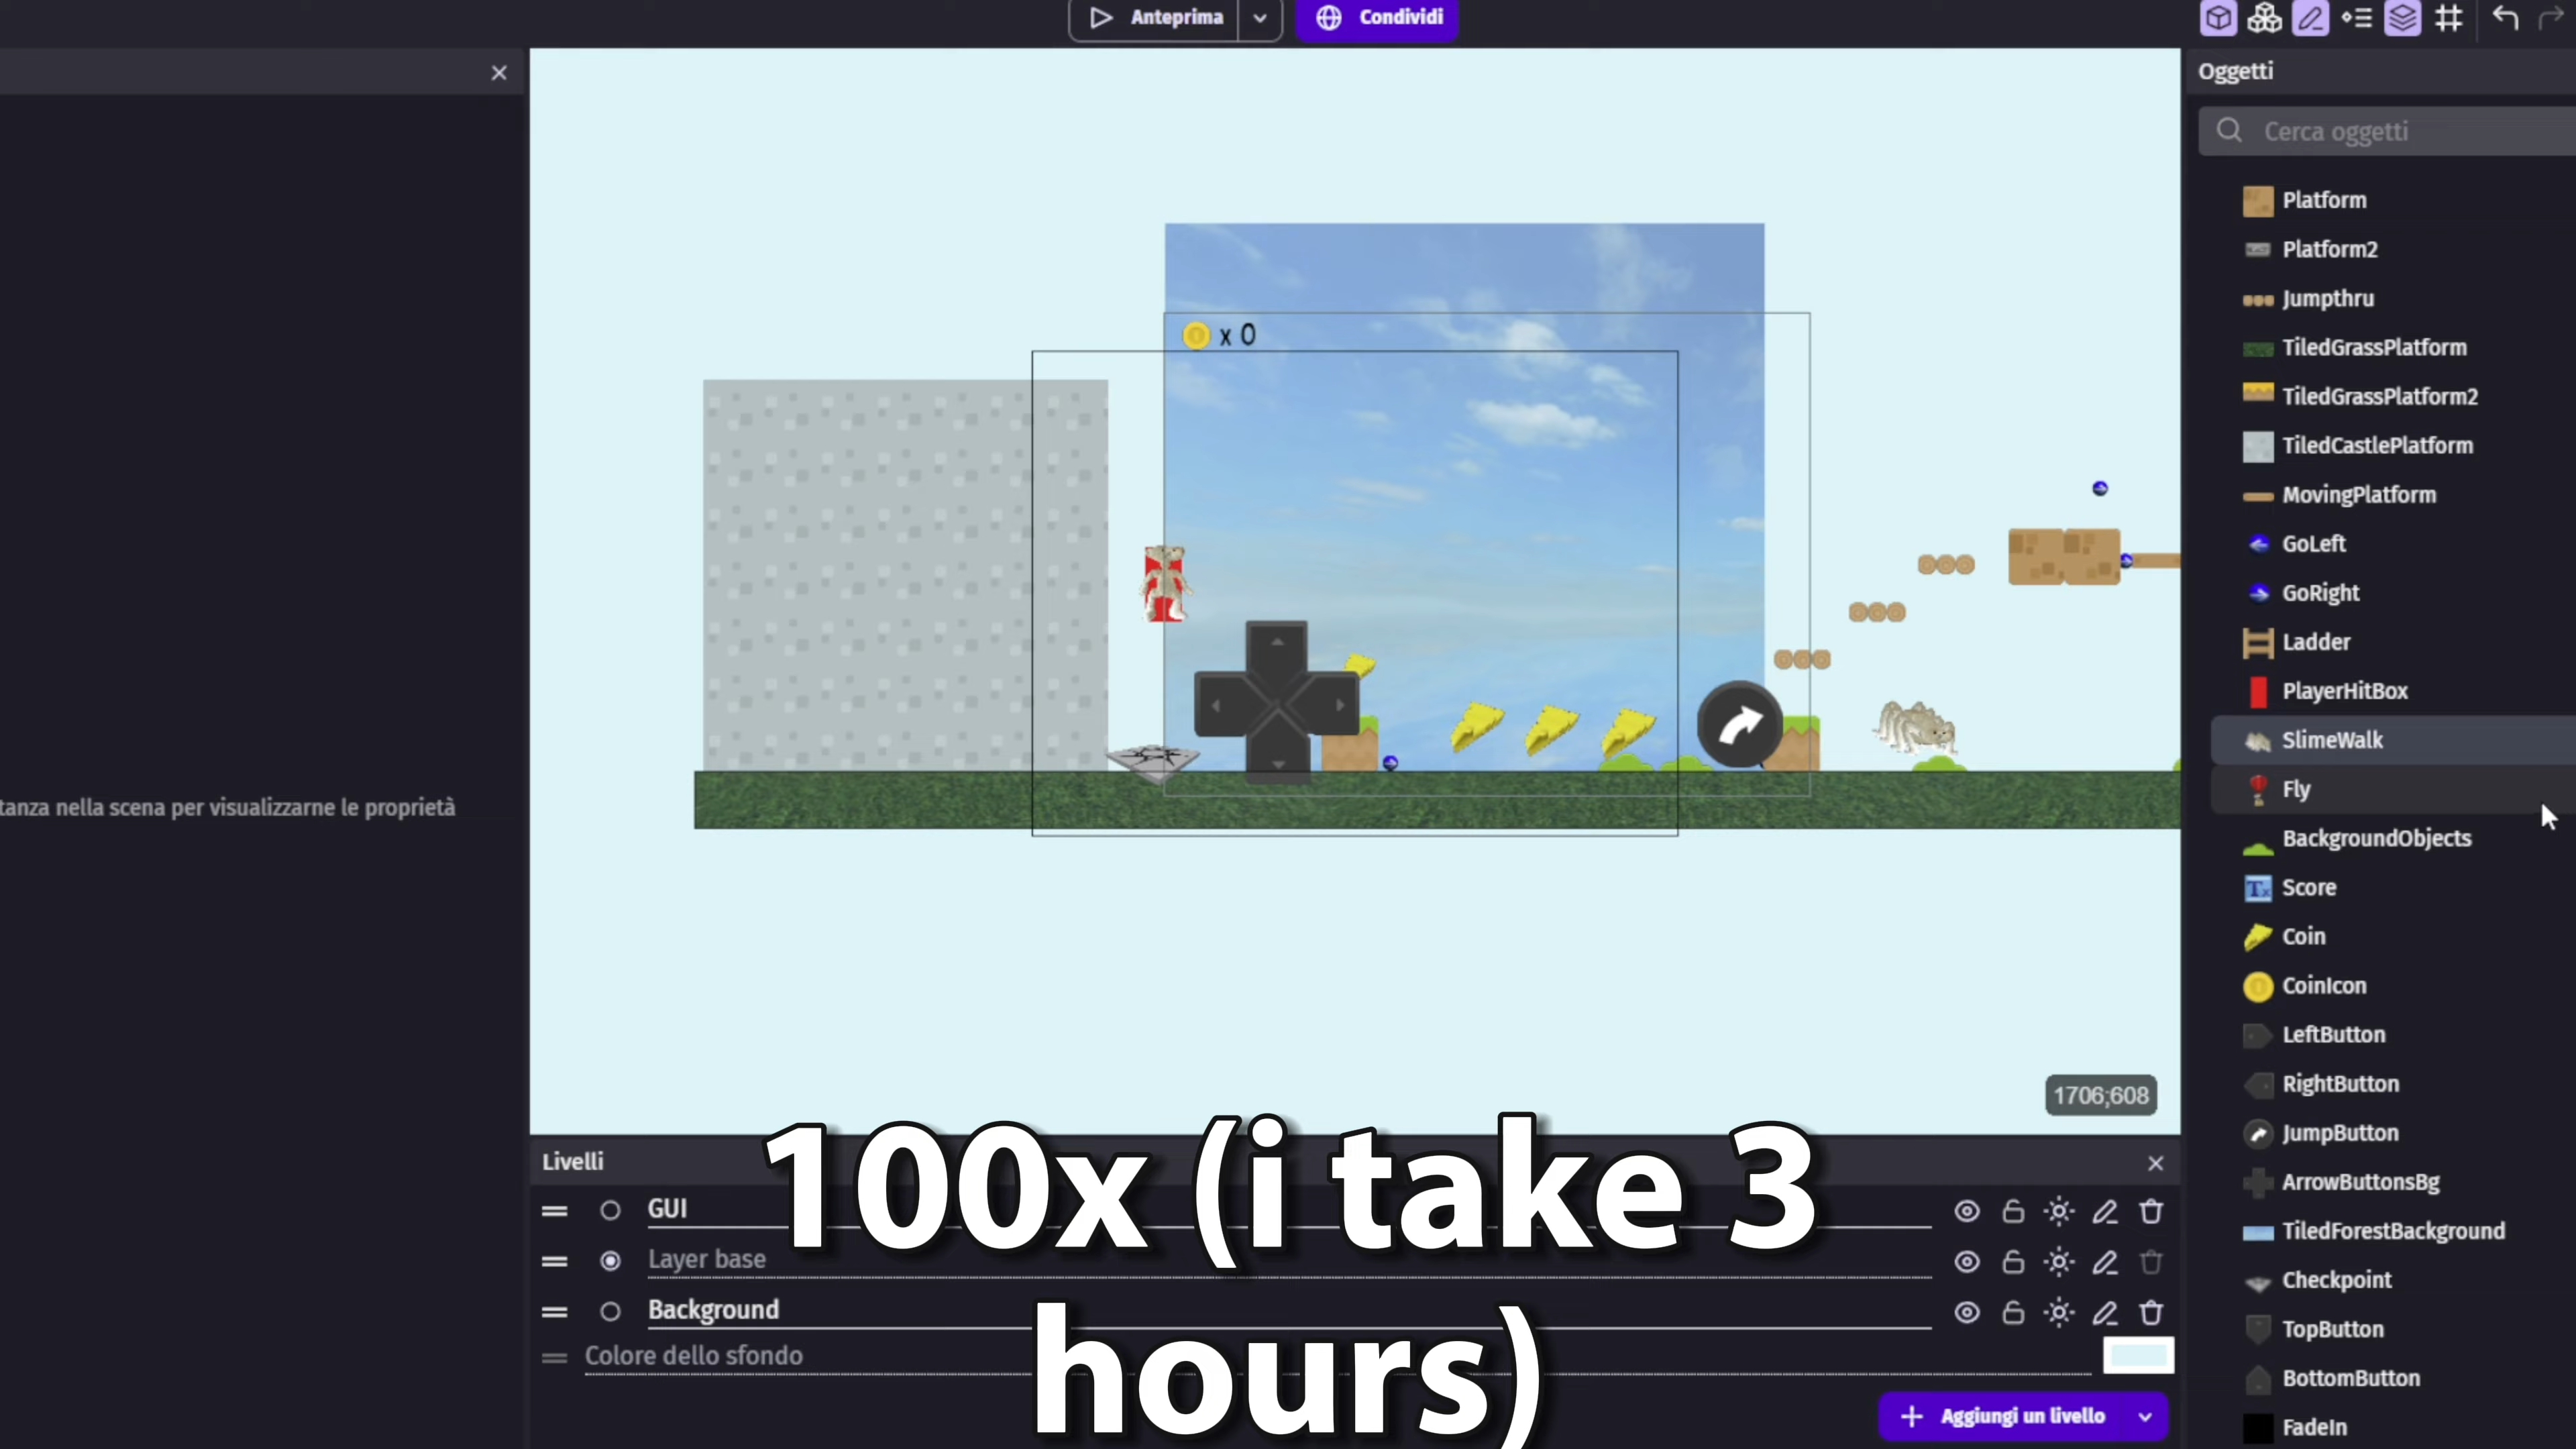 Anteprima
Condividi
Oggetti
Cerca oggetti
Platform
Platform2
Jumpthru
TiledGrassPlatform
TiledGrassPlatform2
TiledCastlePlatform
MovingPlatform
GoLeft
GoRight
Ladder
PlayerHitBox
SlimeWalk
Fly
BackgroundObjects
Score
Coin
CoinIcon
LeftButton
RightButton
JumpButton
ArrowButtonsBg
TiledForestBackground
Checkpoint
TopButton
BottomButton
FadeIn
x 0
tanza nella scena per visualizzarne le proprietà
1706;608
Livelli
GUI
Layer base
Background
Colore dello sfondo
Aggiungi un livello
100x (i take 3
hours)